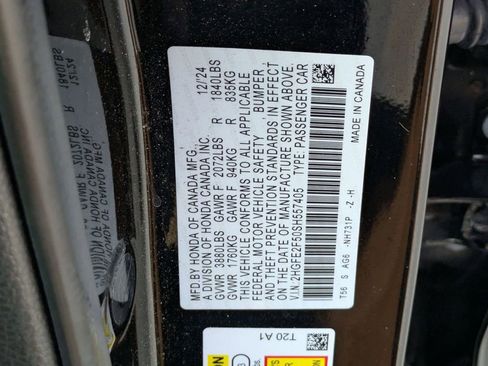 MFD.BY HONDA OF CANADA MFG., 12/24
A DIVISION OF HONDA CANADA INC.
GVWR 3880LBS GAWR F 2072LBS R 1840LBS
GVWR 1760KG GAWR F 940KG R 835KG
THIS VEHICLE CONFORMS TO ALL APPLICABLE
FEDERAL MOTOR VEHICLE SAFETY, BUMPER,
AND THEFT PREVENTION STANDARDS IN EFFECT
ON THE DATE OF MANUFACTURE SHOWN ABOVE.
V.I.N: 2HGFE2F50SH557405 TYPE: PASSENGER CAR
T56 S AG6 -NH731P -Z -H
MADE IN CANADA
T20 A1